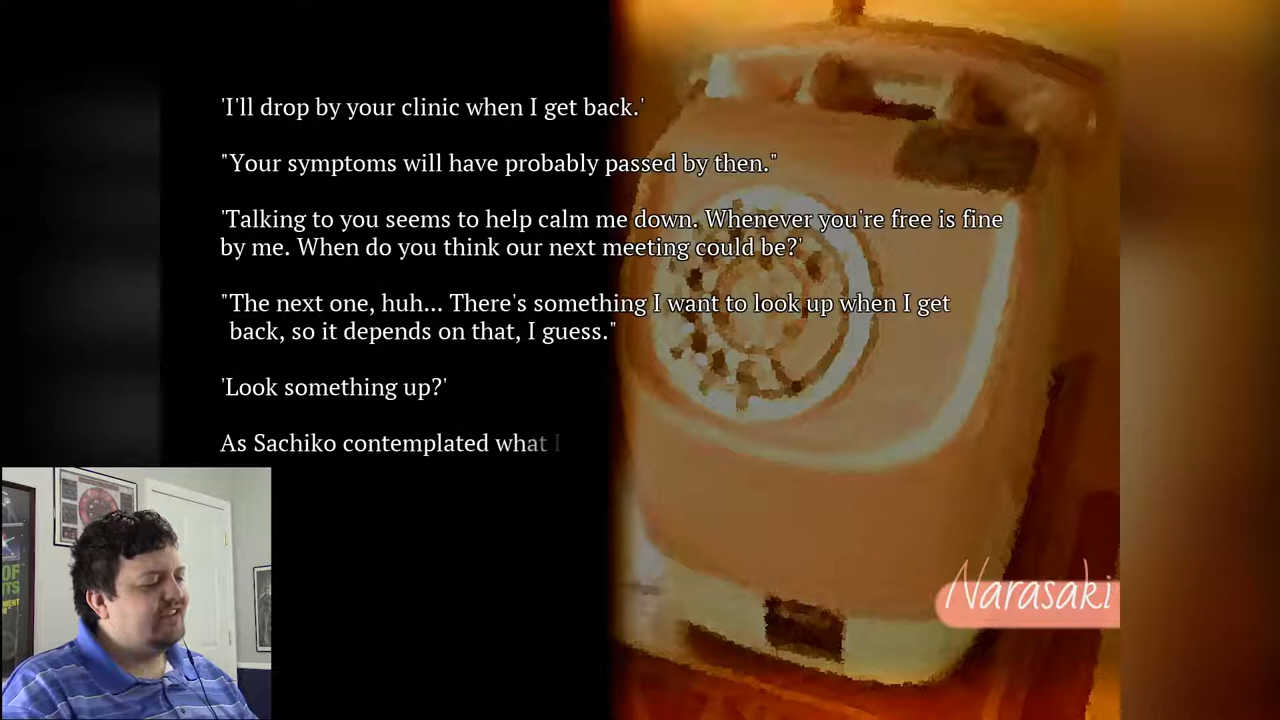 'I'll drop by your clinic when I get back.'
"Your symptoms will have probably passed by then."
'Talking to you seems to help calm me down. Whenever you're free is fine
by me. When do you think our next meeting could be?'
"The next one, huh... There's something I want to look up when I get
back, so it depends on that, I guess."
'Look something up?'
As Sachiko contemplated what I
Narasaki